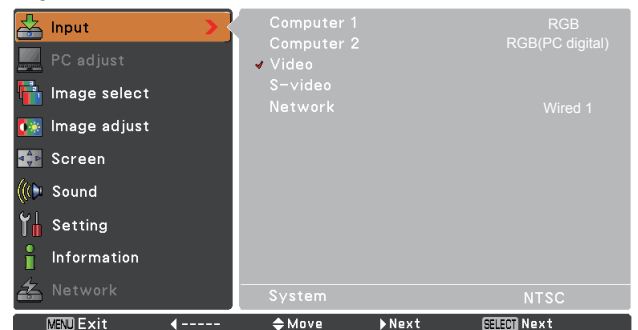 Input
PC adjust
Image select
Image adjust
Screen
Sound
Setting
Information
Network
Computer 1 RGB
Computer 2 RGB(PC digital)
Video
S-video
Network Wired 1
System NTSC
MENU Exit ----- Move Next SELECT Next